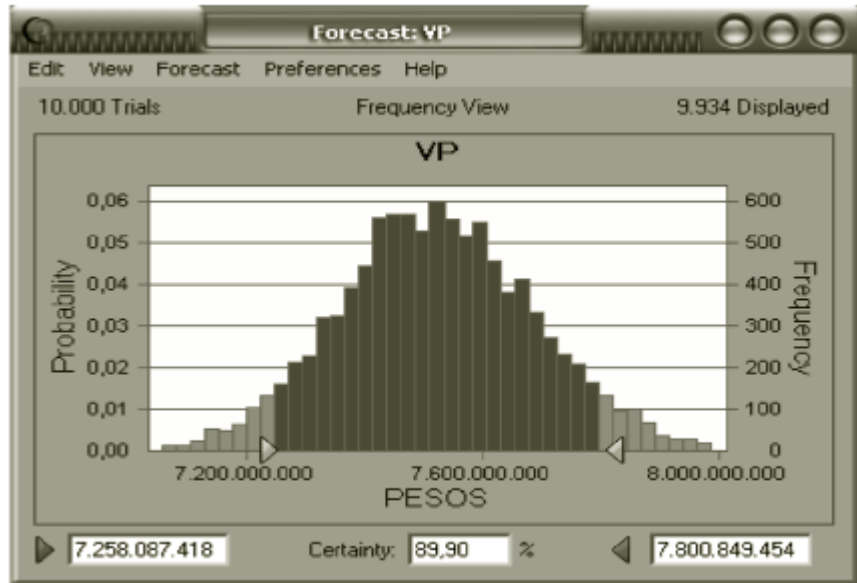 Forecast: VP
Edit View Forecast Preferences Help
10.000 Trials Frequency View 9.934 Displayed
VP
0,06 600
0,05 500
0,04 400
0,03 300
0,02 200
0,01 100
0,00 0
Probability
Frequency
7.200.000.000 7.600.000.000 8.000.000.000
PESOS
7.258.087.418 Certainty: 89,90 % 7.800.849.454